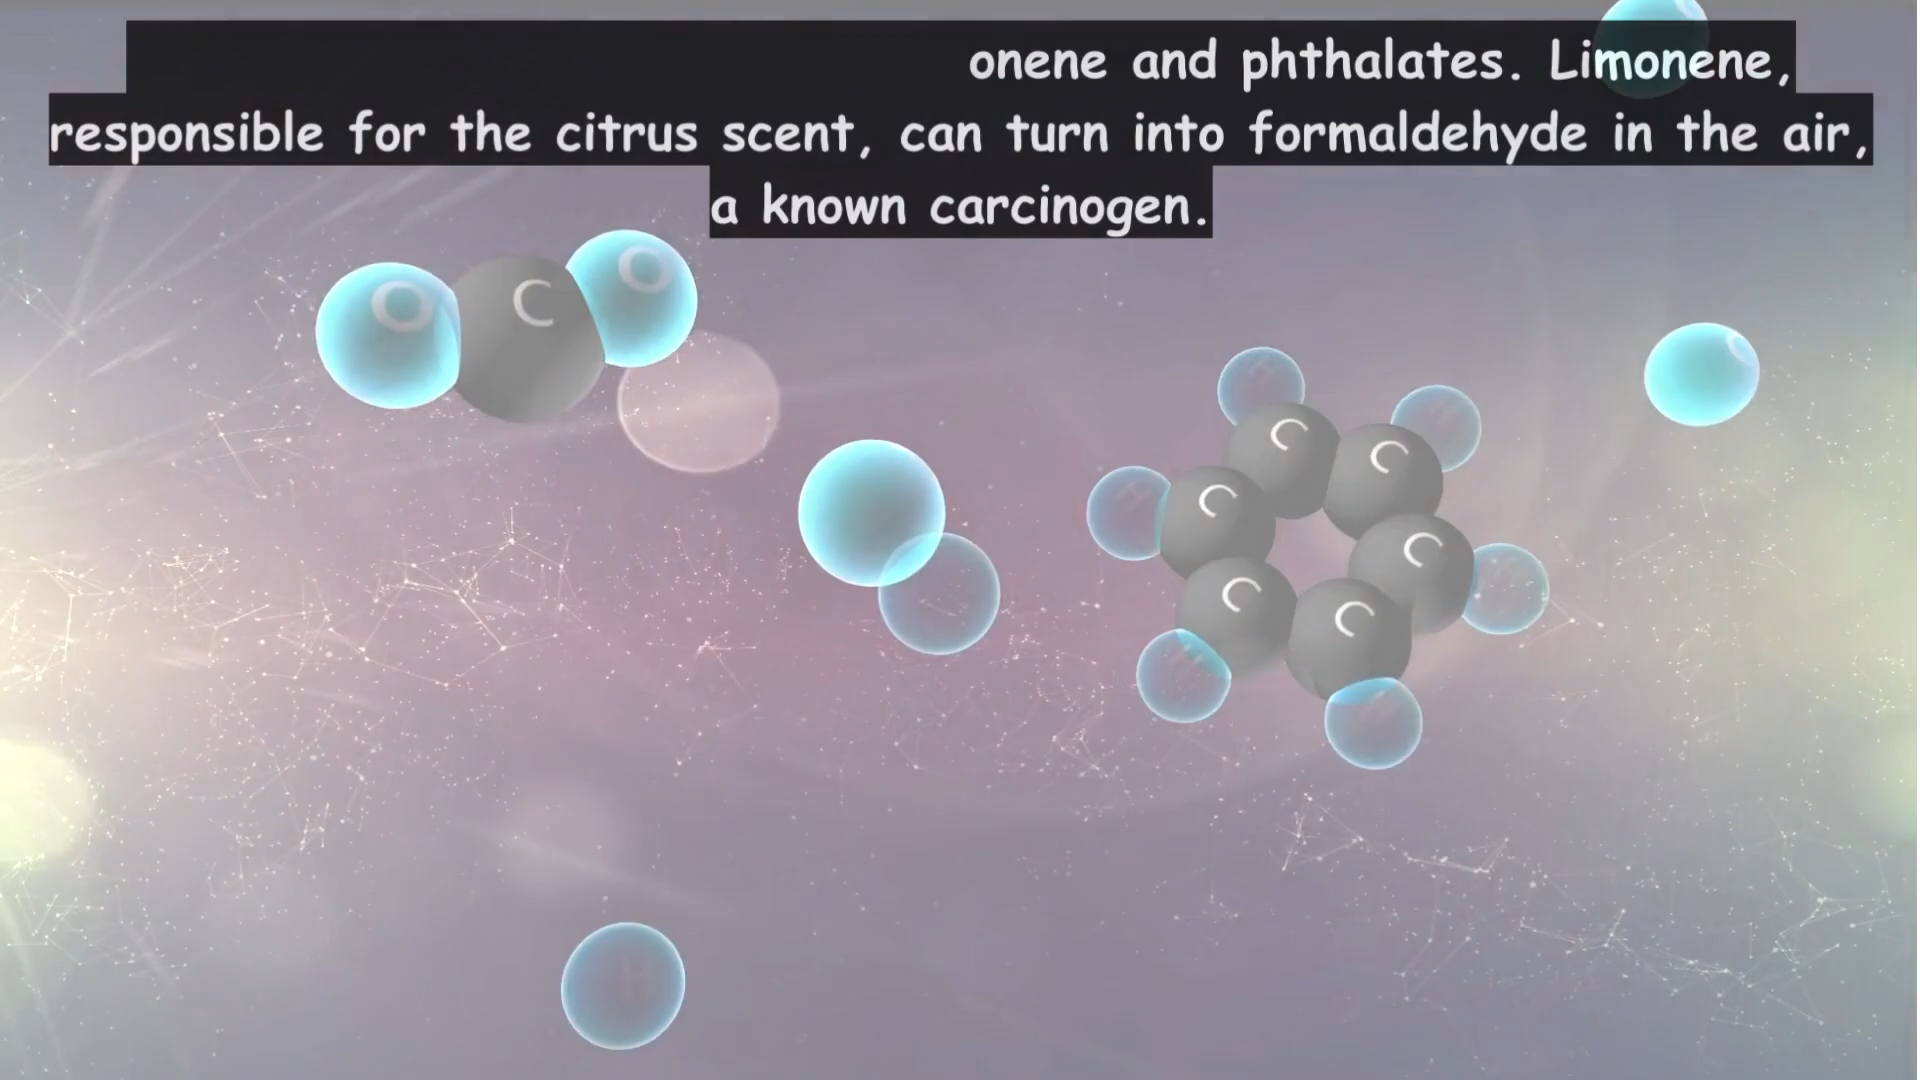 onene and phthalates. Limonene,
responsible for the citrus scent, can turn into formaldehyde in the air,
a known carcinogen.
O C O
C C
C C
C C
H